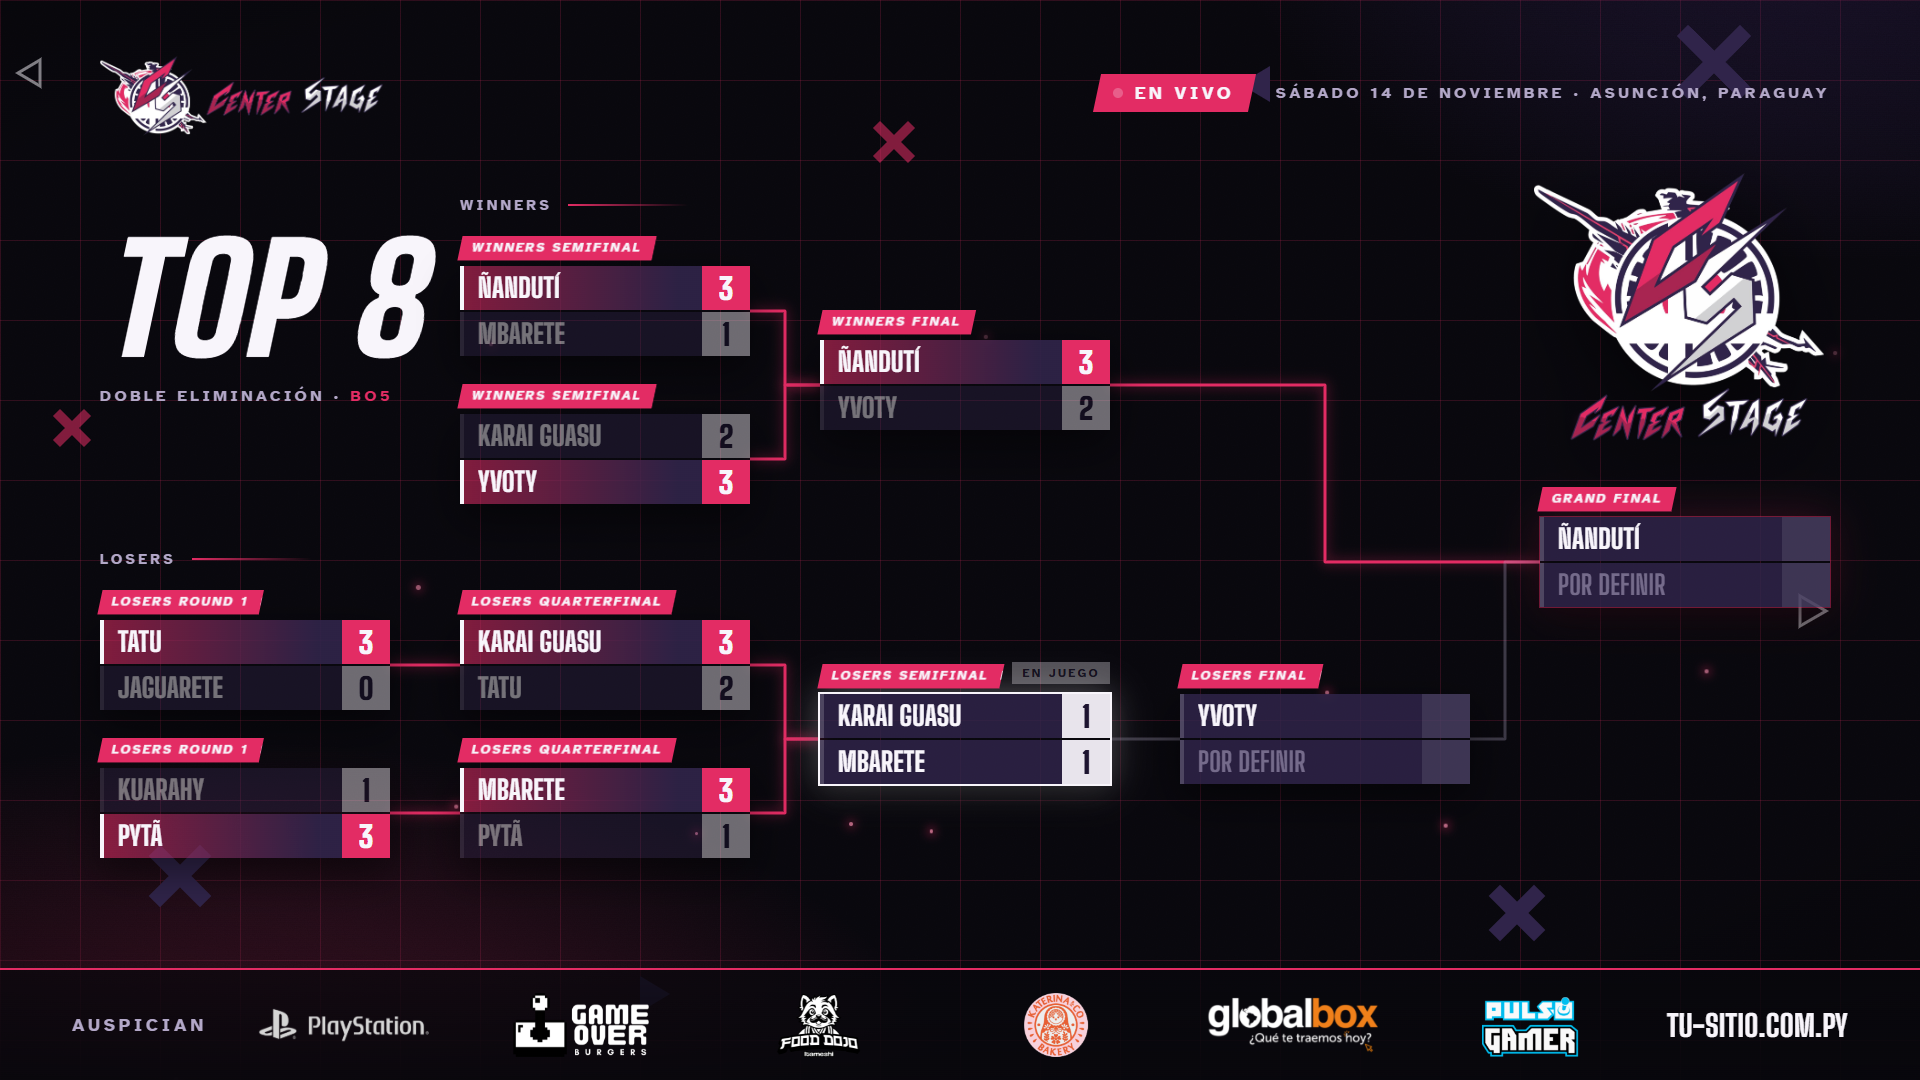 CENTER STAGE
EN VIVO
SÁBADO 14 DE NOVIEMBRE · ASUNCIÓN, PARAGUAY
TOP 8
DOBLE ELIMINACIÓN · BO5
WINNERS
WINNERS SEMIFINAL
ÑANDUTÍ 3
MBARETE 1
WINNERS SEMIFINAL
KARAI GUASU 2
YVOTY 3
WINNERS FINAL
ÑANDUTÍ 3
YVOTY 2
CENTER STAGE
GRAND FINAL
ÑANDUTÍ
POR DEFINIR
LOSERS
LOSERS ROUND 1
TATU 3
JAGUARETE 0
LOSERS ROUND 1
KUARAHY 1
PYTÃ 3
LOSERS QUARTERFINAL
KARAI GUASU 3
TATU 2
LOSERS QUARTERFINAL
MBARETE 3
PYTÃ 1
LOSERS SEMIFINAL
EN JUEGO
KARAI GUASU 1
MBARETE 1
LOSERS FINAL
YVOTY
POR DEFINIR
AUSPICIAN
PlayStation.
GAME
OVER
BURGERS
FOOD DOJO
KATERINA&CO
BAKERY
globalbox
¿Qué te traemos hoy?
PULSO
GAMER
TU-SITIO.COM.PY